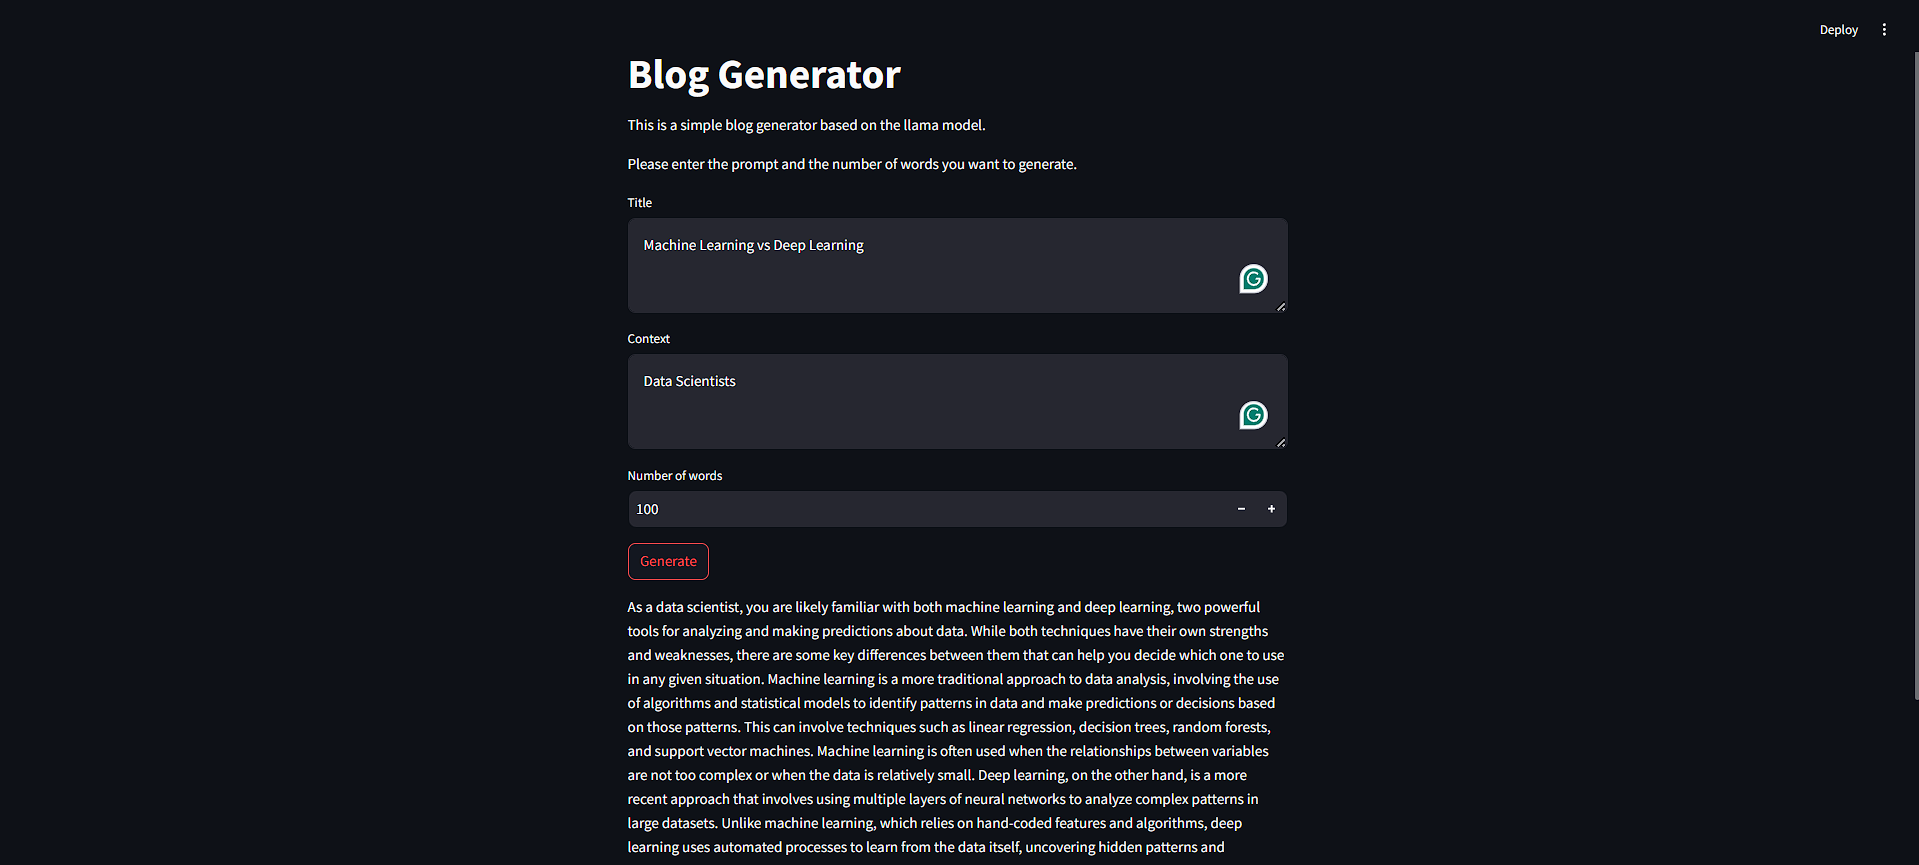 Deploy
Blog Generator
This is a simple blog generator based on the llama model.
Please enter the prompt and the number of words you want to generate.
Title
Machine Learning vs Deep Learning
Context
Data Scientists
Number of words
100
Generate
As a data scientist, you are likely familiar with both machine learning and deep learning, two powerful
tools for analyzing and making predictions about data. While both techniques have their own strengths
and weaknesses, there are some key differences between them that can help you decide which one to use
in any given situation. Machine learning is a more traditional approach to data analysis, involving the use
of algorithms and statistical models to identify patterns in data and make predictions or decisions based
on those patterns. This can involve techniques such as linear regression, decision trees, random forests,
and support vector machines. Machine learning is often used when the relationships between variables
are not too complex or when the data is relatively small. Deep learning, on the other hand, is a more
recent approach that involves using multiple layers of neural networks to analyze complex patterns in
large datasets. Unlike machine learning, which relies on hand-coded features and algorithms, deep
learning uses automated processes to learn from the data itself, uncovering hidden patterns and